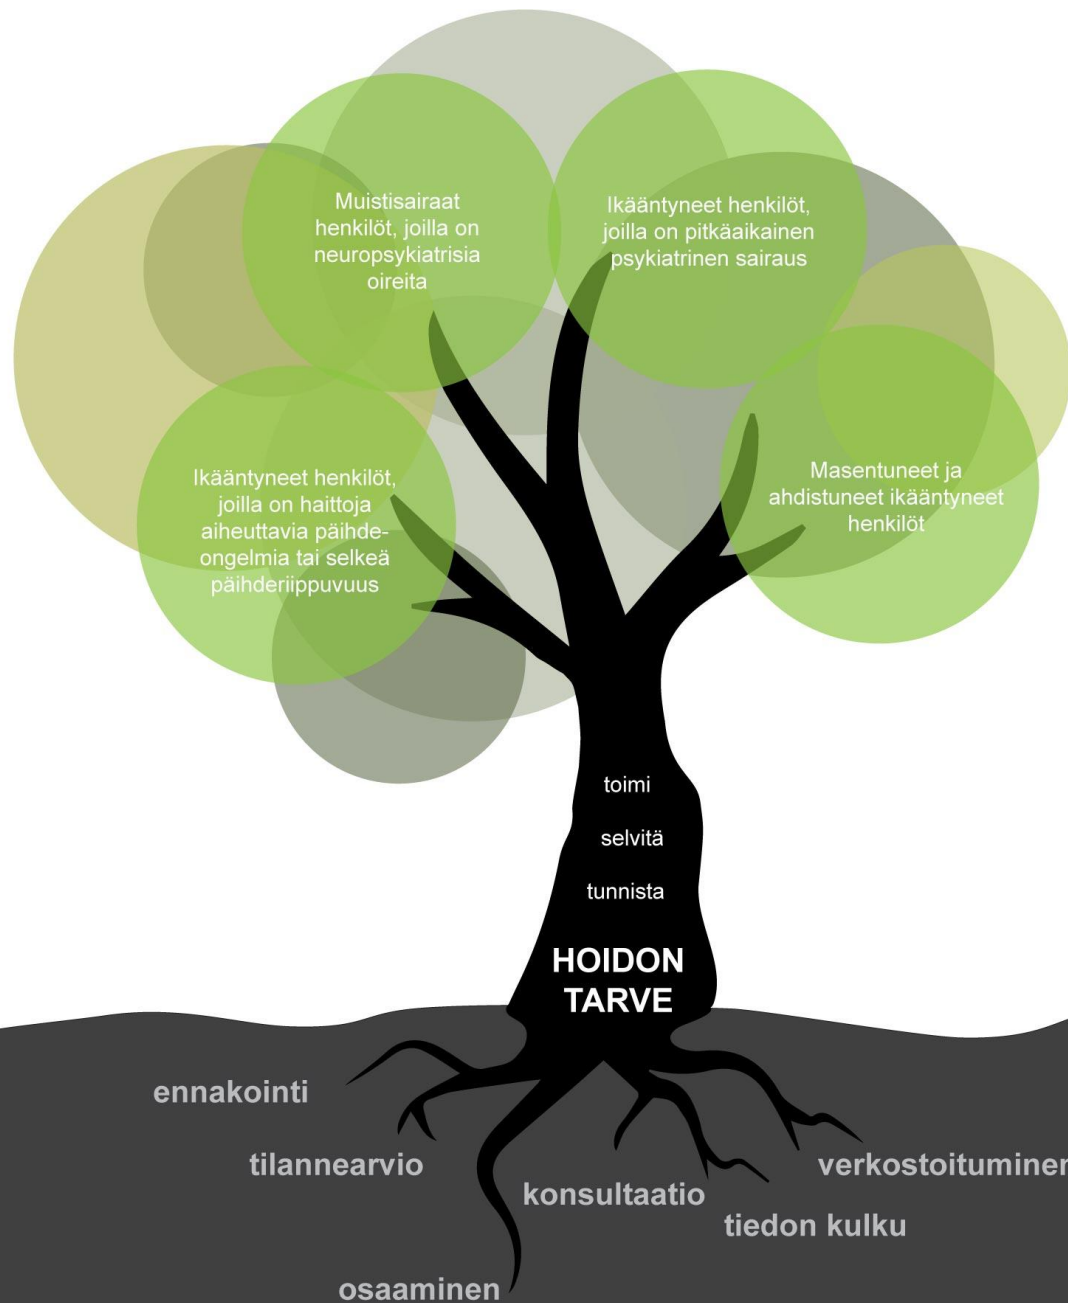 Muistisairaat
henkilöt, joilla on
neuropsykiatrisia
oireita
Ikääntyneet henkilöt,
joilla on pitkäaikainen
psykiatrinen sairaus
Ikääntyneet henkilöt,
joilla on haittoja
aiheuttavia päihde-
ongelmia tai selkeä
päihderiippuvuus
Masentuneet ja
ahdistuneet ikääntyneet
henkilöt
toimi
selvitä
tunnista
HOIDON
TARVE
ennakointi
tilannearvio
verkostoituminen
konsultaatio
tiedon kulku
osaaminen